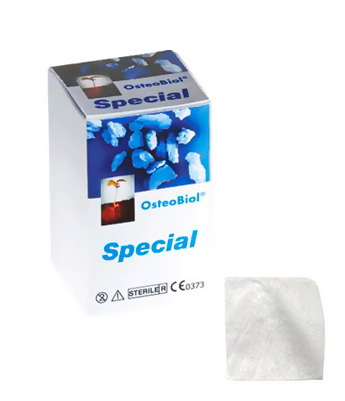 OsteoBiol®
Special
OsteoBiol®
Special
STERILE R CE 0373